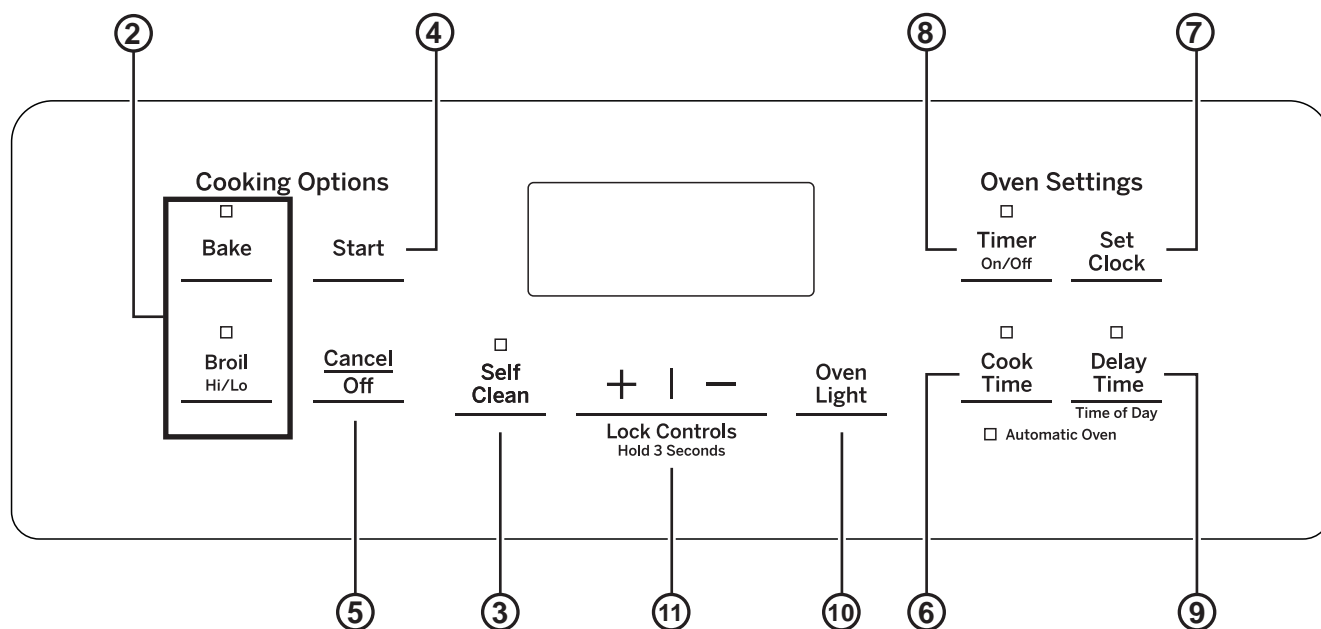 2
4
8
7
Cooking Options
Oven Settings
Bake
Start
Timer
On/Off
Set
Clock
Broil
Hi/Lo
Cancel
Off
Self
Clean
+ | −
Lock Controls
Hold 3 Seconds
Oven
Light
Cook
Time
Delay
Time
Time of Day
Automatic Oven
5
3
11
10
6
9